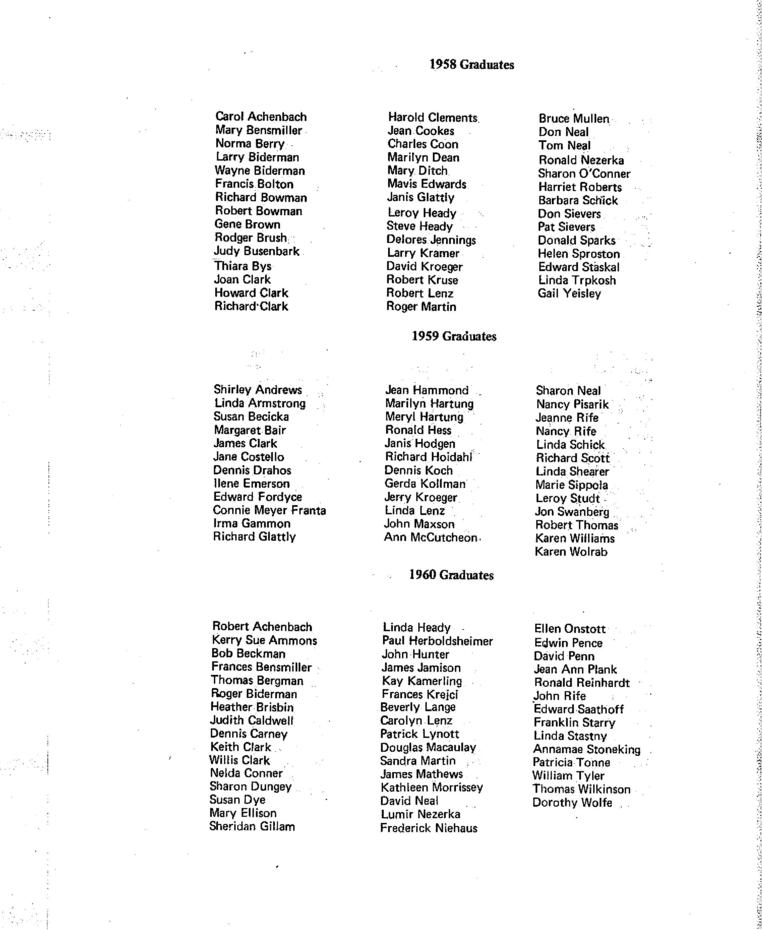 1958 Graduates
Carol Achenbach
Mary Bensmiller
Norma Berry
Larry Biderman
Wayne Biderman
Francis Bolton
Richard Bowman
Robert Bowman
Gene Brown
Rodger Brush
Judy Busenbark
Thiara Bys
Joan Clark
Howard Clark
Richard Clark
Harold Clements
Jean Cookes
Charles Coon
Marilyn Dean
Mary Ditch
Mavis Edwards
Janis Glattly
Leroy Heady
Steve Heady
Delores Jennings
Larry Kramer
David Kroeger
Robert Kruse
Robert Lenz
Roger Martin
Bruce Mullen
Don Neal
Tom Neal
Ronald Nezerka
Sharon O'Conner
Harriet Roberts
Barbara Schick
Don Sievers
Pat Sievers
Donald Sparks
Helen Sproston
Edward Staskal
Linda Trpkosh
Gail Yeisley
1959 Graduates
Shirley Andrews
Linda Armstrong
Susan Becicka
Margaret Bair
James Clark
Jane Costello
Dennis Drahos
Ilene Emerson
Edward Fordyce
Connie Meyer Franta
Irma Gammon
Richard Glattly
Jean Hammond
Marilyn Hartung
Meryl Hartung
Ronald Hess
Janis Hodgen
Richard Hoidahl
Dennis Koch
Gerda Kollman
Jerry Kroeger
Linda Lenz
John Maxson
Ann McCutcheon
Sharon Neal
Nancy Pisarik
Jeanne Rife
Nancy Rife
Linda Schick
Richard Scott
Linda Shearer
Marie Sippola
Leroy Studt
Jon Swanberg
Robert Thomas
Karen Williams
Karen Wolrab
1960 Graduates
Robert Achenbach
Kerry Sue Ammons
Bob Beckman
Frances Bensmiller
Thomas Bergman
Roger Biderman
Heather Brisbin
Judith Caldwell
Dennis Carney
Keith Clark
Willis Clark
Nelda Conner
Sharon Dungey
Susan Dye
Mary Ellison
Sheridan Gillam
Linda Heady
Paul Herboldsheimer
John Hunter
James Jamison
Kay Kamerling
Frances Krejci
Beverly Lange
Carolyn Lenz
Patrick Lynott
Douglas Macaulay
Sandra Martin
James Mathews
Kathleen Morrissey
David Neal
Lumir Nezerka
Frederick Niehaus
Ellen Onstott
Edwin Pence
David Penn
Jean Ann Plank
Ronald Reinhardt
John Rife
Edward Saathoff
Franklin Starry
Linda Stastny
Annamae Stoneking
Patricia Tonne
William Tyler
Thomas Wilkinson
Dorothy Wolfe